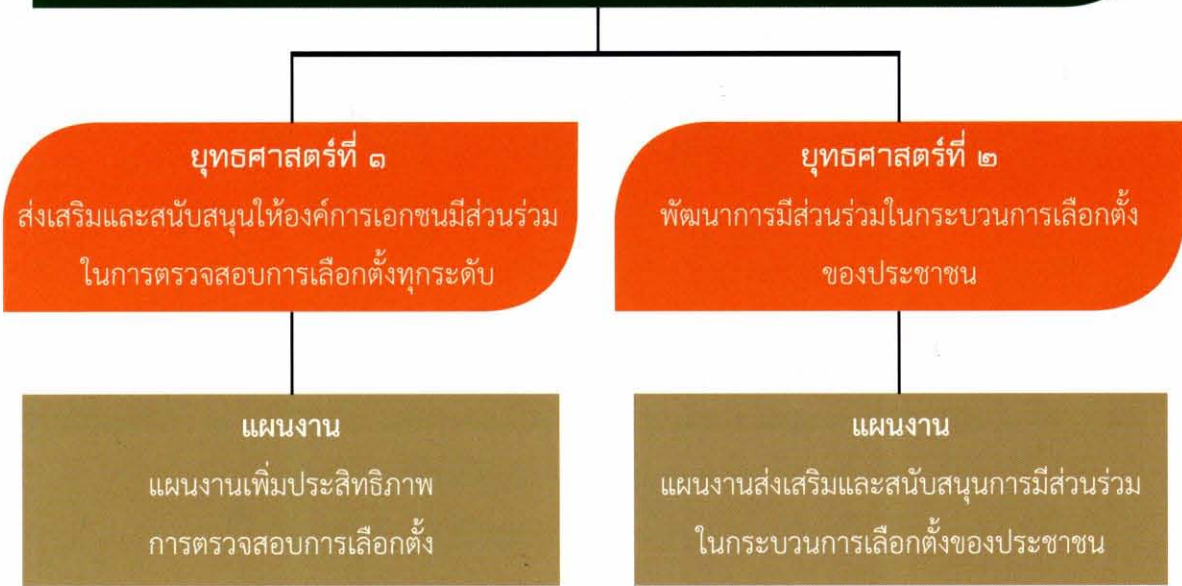 ยุทธศาสตร์ที่ ๑
ส่งเสริมและสนับสนุนให้องค์การเอกชนมีส่วนร่วม
ในการตรวจสอบการเลือกตั้งทุกระดับ
ยุทธศาสตร์ที่ ๒
พัฒนาการมีส่วนร่วมในกระบวนการเลือกตั้ง
ของประชาชน
แผนงาน
แผนงานเพิ่มประสิทธิภาพ
การตรวจสอบการเลือกตั้ง
แผนงาน
แผนงานส่งเสริมและสนับสนุนการมีส่วนร่วม
ในกระบวนการเลือกตั้งของประชาชน